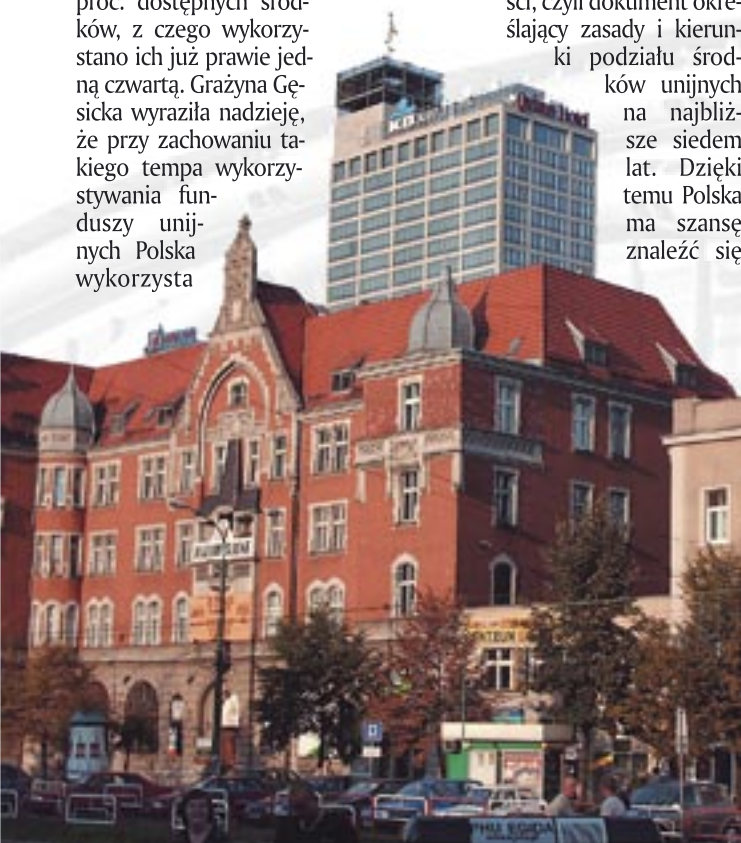 proc. dostępnych środ-
ków, z czego wykorzy-
stano ich już prawie jed-
ną czwartą. Grażyna Gę-
sicka wyraziła nadzieję,
że przy zachowaniu ta-
kiego tempa wykorzy-
stywania fun-
duszy unij-
nych Polska
wykorzysta
ści, czyli dokument okre-
ślający zasady i kierun-
ki podziału środ-
ków unijnych
na najbliż-
sze siedem
lat. Dzięki
temu Polska
ma szansę
znaleźć się
Qubus Hotel
PHU EGIDA